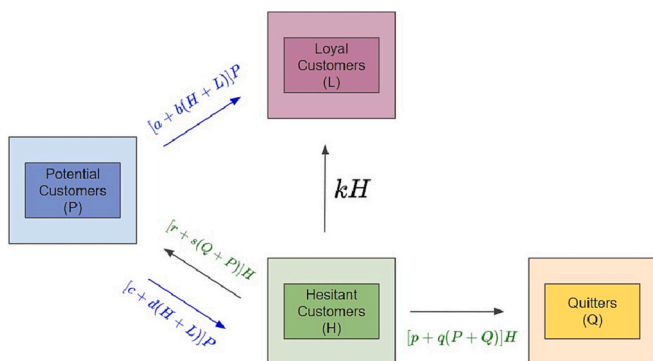 Loyal
Customers
(L)
[a + b(H + L)]P
Potential
Customers
(P)
kH
[r + s(Q + P)]H
[c + d(H + L)]P
Hesitant
Customers
(H)
[p + q(P + Q)]H
Quitters
(Q)